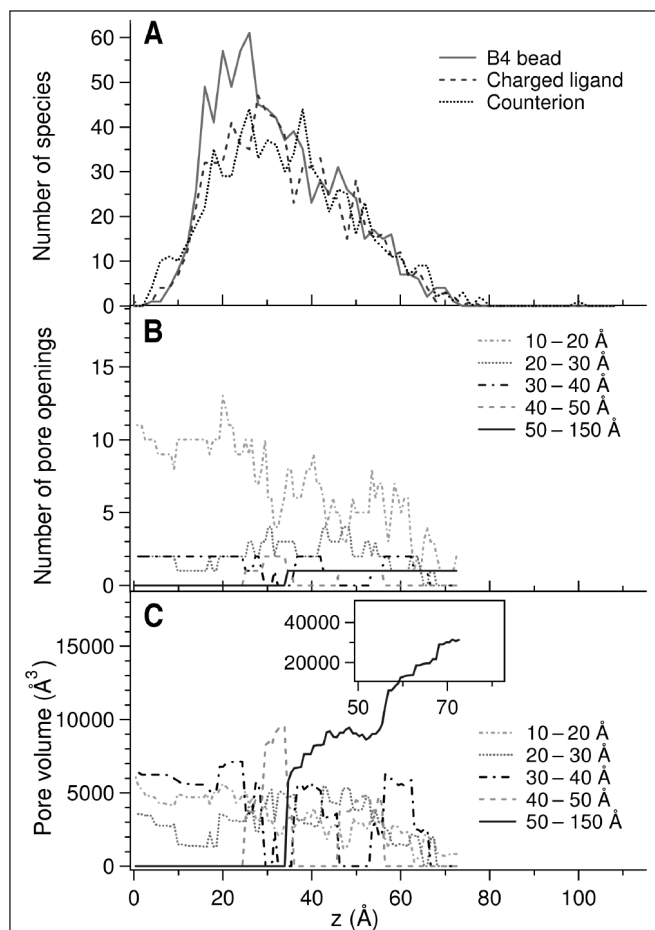 A
60
50
40
30
20
10
0
Number of species
B4 bead
Charged ligand
Counterion
B
15
10
5
0
Number of pore openings
10 – 20 Å
20 – 30 Å
30 – 40 Å
40 – 50 Å
50 – 150 Å
C
15000
10000
5000
0
Pore volume (Å³)
40000
20000
50
60
70
10 – 20 Å
20 – 30 Å
30 – 40 Å
40 – 50 Å
50 – 150 Å
0
20
40
60
80
100
z (Å)